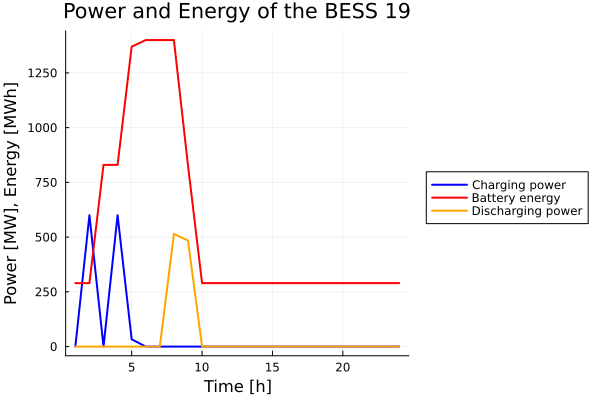 Power and Energy of the BESS 19
Power [MW], Energy [MWh]
1250
1000
750
500
250
0
5
10
15
20
Time [h]
Charging power
Battery energy
Discharging power